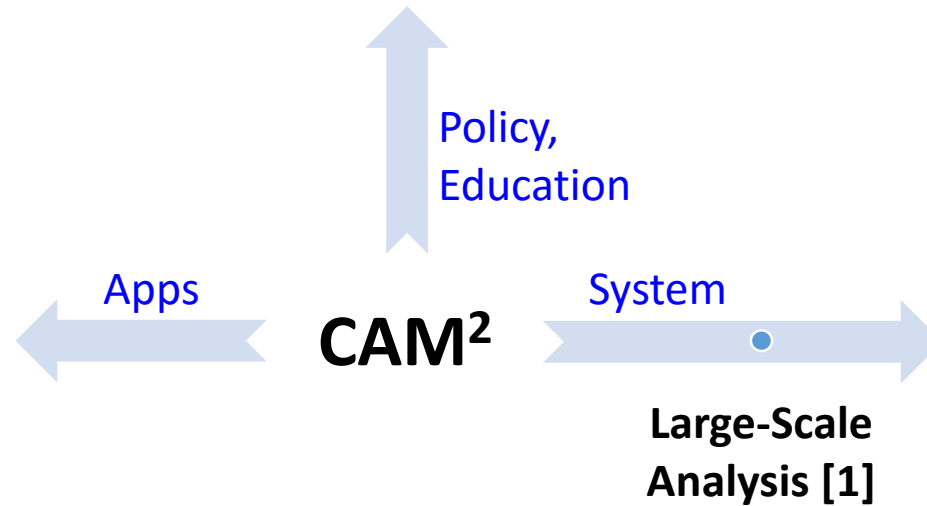 Policy,
Education
Apps
System
CAM²
Large-Scale
Analysis [1]